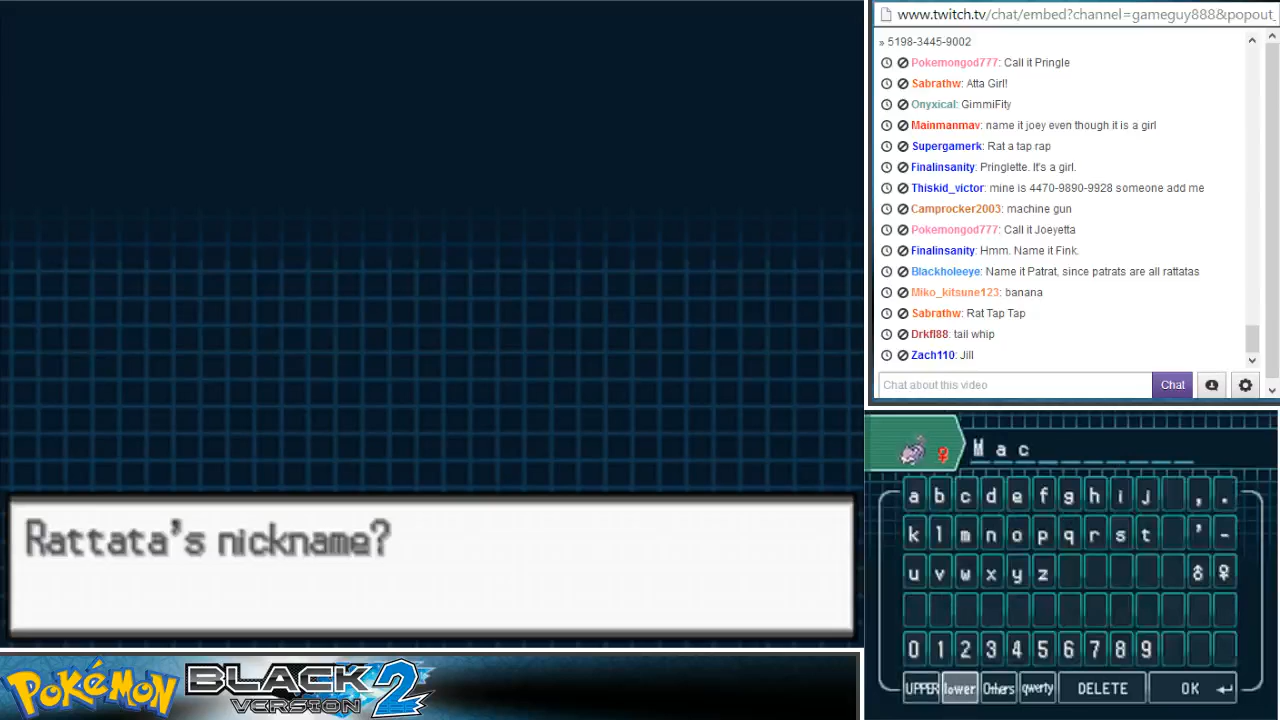 www.twitch.tv/chat/embed?channel=gameguy888&popout_
» 5198-3445-9002
Pokemongod777: Call it Pringle
Sabrathw: Atta Girl!
Onyxical: GimmiFity
Mainmanmav: name it joey even though it is a girl
Supergamerk: Rat a tap rap
Finalinsanity: Pringlette. It's a girl.
Thiskid_victor: mine is 4470-9890-9928 someone add me
Camprocker2003: machine gun
Pokemongod777: Call it Joeyetta
Finalinsanity: Hmm. Name it Fink.
Blackholeeye: Name it Patrat, since patrats are all rattatas
Miko_kitsune123: banana
Sabrathw: Rat Tap Tap
Drkfl88: tail whip
Zach110: Jill
Chat about this video
Chat
Mac
a b c d e f g h i j , .
k l m n o p q r s t ' -
u v w x y z ♂ ♀
0 1 2 3 4 5 6 7 8 9
UPPER lower Others qwerty DELETE OK
Rattata's nickname?
POKéMON BLACK 2
VERSION